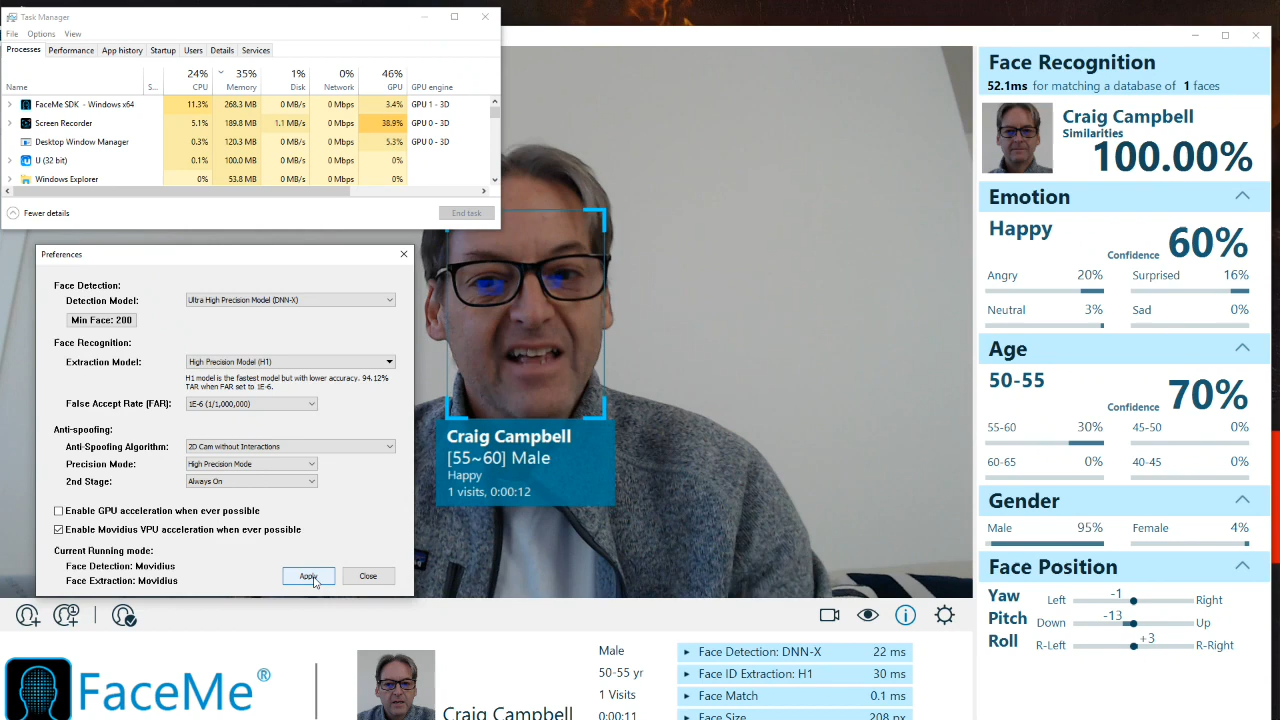 Task Manager
File Options View
Processes Performance App history Startup Users Details Services
24% 35% 1% 0% 46%
Name S... CPU Memory Disk Network GPU GPU engine
FaceMe SDK - Windows x64 11.3% 268.3 MB 0 MB/s 0 Mbps 3.4% GPU 1 - 3D
Screen Recorder 5.1% 189.8 MB 1.1 MB/s 0 Mbps 38.9% GPU 0 - 3D
Desktop Window Manager 0.3% 120.3 MB 0 MB/s 0 Mbps 5.3% GPU 0 - 3D
U (32 bit) 0.1% 100.0 MB 0 MB/s 0 Mbps 0%
Windows Explorer 0% 53.8 MB 0 MB/s 0 Mbps 0%
Fewer details
End task
Preferences
Face Detection:
Detection Model: Ultra High Precision Model (DNN-X)
Min Face: 200
Face Recognition:
Extraction Model: High Precision Model (H1)
H1 model is the fastest model but with lower accuracy. 94.12%
TAR when FAR set to 1E-6.
False Accept Rate (FAR): 1E-6 (1/1,000,000)
Anti-spoofing:
Anti-Spoofing Algorithm: 2D Cam without Interactions
Precision Mode: High Precision Mode
2nd Stage: Always On
Enable GPU acceleration when ever possible
Enable Movidius VPU acceleration when ever possible
Current Running mode:
Face Detection: Movidius
Face Extraction: Movidius
Apply Close
Craig Campbell
[55~60] Male
Happy
1 visits, 0:00:12
Face Recognition
52.1ms for matching a database of 1 faces
Craig Campbell
Similarities
100.00%
Emotion
Happy
Confidence 60%
Angry 20% Surprised 16%
Neutral 3% Sad 0%
Age
50-55
Confidence 70%
55-60 30% 45-50 0%
60-65 0% 40-45 0%
Gender
Male 95% Female 4%
Face Position
Yaw Left -1 Right
Pitch Down -13 Up
Roll R-Left +3 R-Right
FaceMe®
Craig Campbell
Male
50-55 yr
1 Visits
0:00:11
Face Detection: DNN-X 22 ms
Face ID Extraction: H1 30 ms
Face Match 0.1 ms
Face Size 208 px